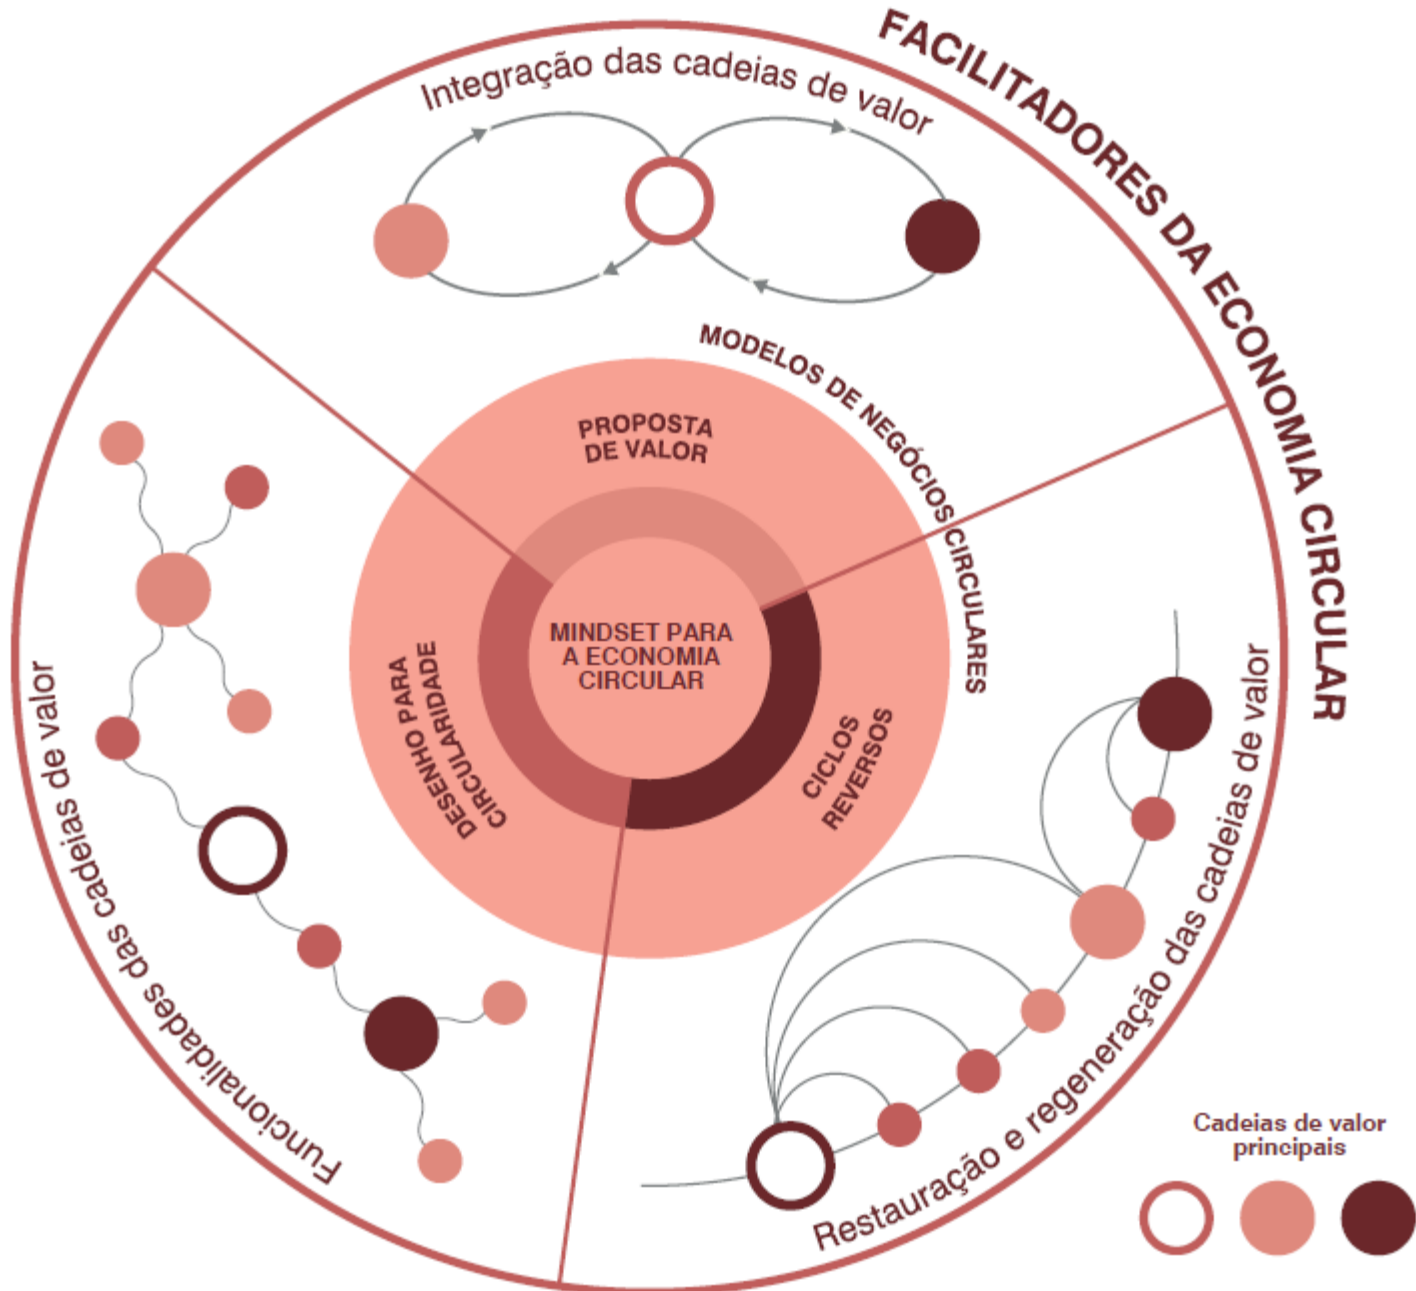 FACILITADORES DA ECONOMIA CIRCULAR
Integração das cadeias de valor
MODELOS DE NEGÓCIOS CIRCULARES
PROPOSTA
DE VALOR
MINDSET PARA
A ECONOMIA
CIRCULAR
DESENHO PARA
CIRCULARIDADE
CICLOS
REVERSOS
Funcionalidades das cadeias de valor
Restauração e regeneração das cadeias de valor
Cadeias de valor
principais